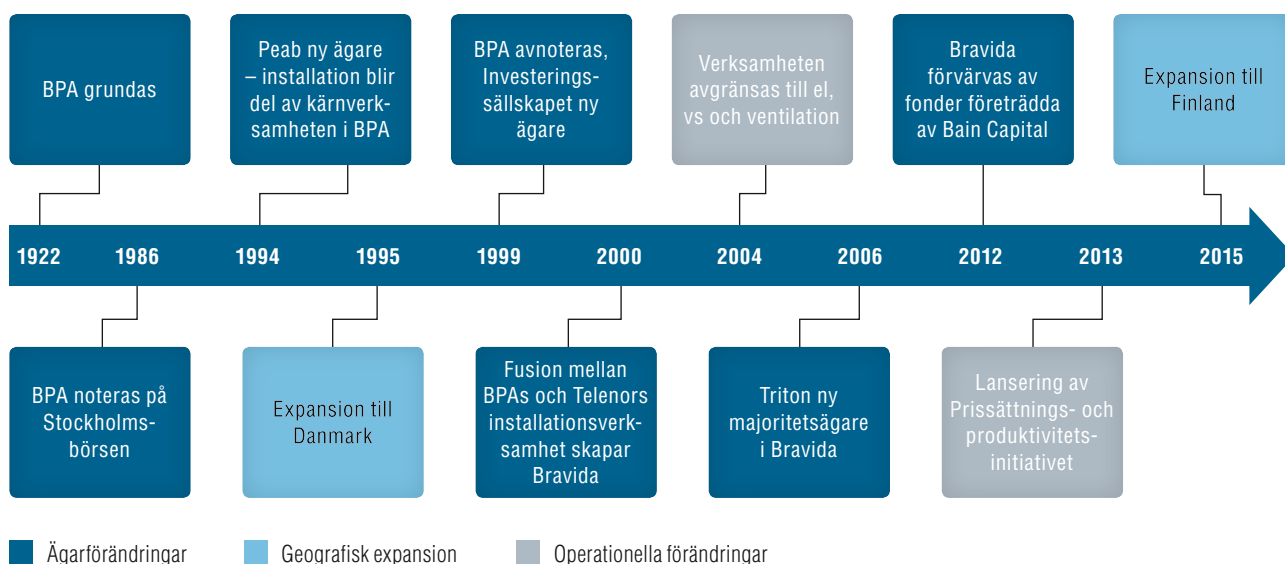 BPA grundas
Peab ny ägare
– installation blir
del av kärnverk-
samheten i BPA
BPA avnoteras,
Investerings-
sällskapet ny
ägare
Verksamheten
avgränsas till el,
vs och ventilation
Bravida
förvärvas av
fonder företrädda
av Bain Capital
Expansion till
Finland
1922 1986 1994 1995 1999 2000 2004 2006 2012 2013 2015
BPA noteras på
Stockholms-
börsen
Expansion till
Danmark
Fusion mellan
BPAs och Telenors
installationsverk-
samhet skapar
Bravida
Triton ny
majoritetsägare
i Bravida
Lansering av
Prissättnings- och
produktivitets-
initiativet
Ägarförändringar Geografisk expansion Operationella förändringar